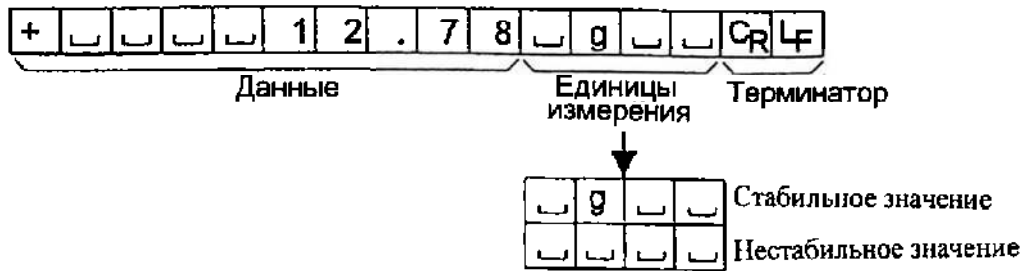 + ␣ ␣ ␣ ␣ 1 2 . 7 8 ␣ g ␣ ␣ CR LF
Данные Единицы измерения Терминатор
␣ g ␣ ␣ Стабильное значение
␣ ␣ ␣ ␣ Нестабильное значение